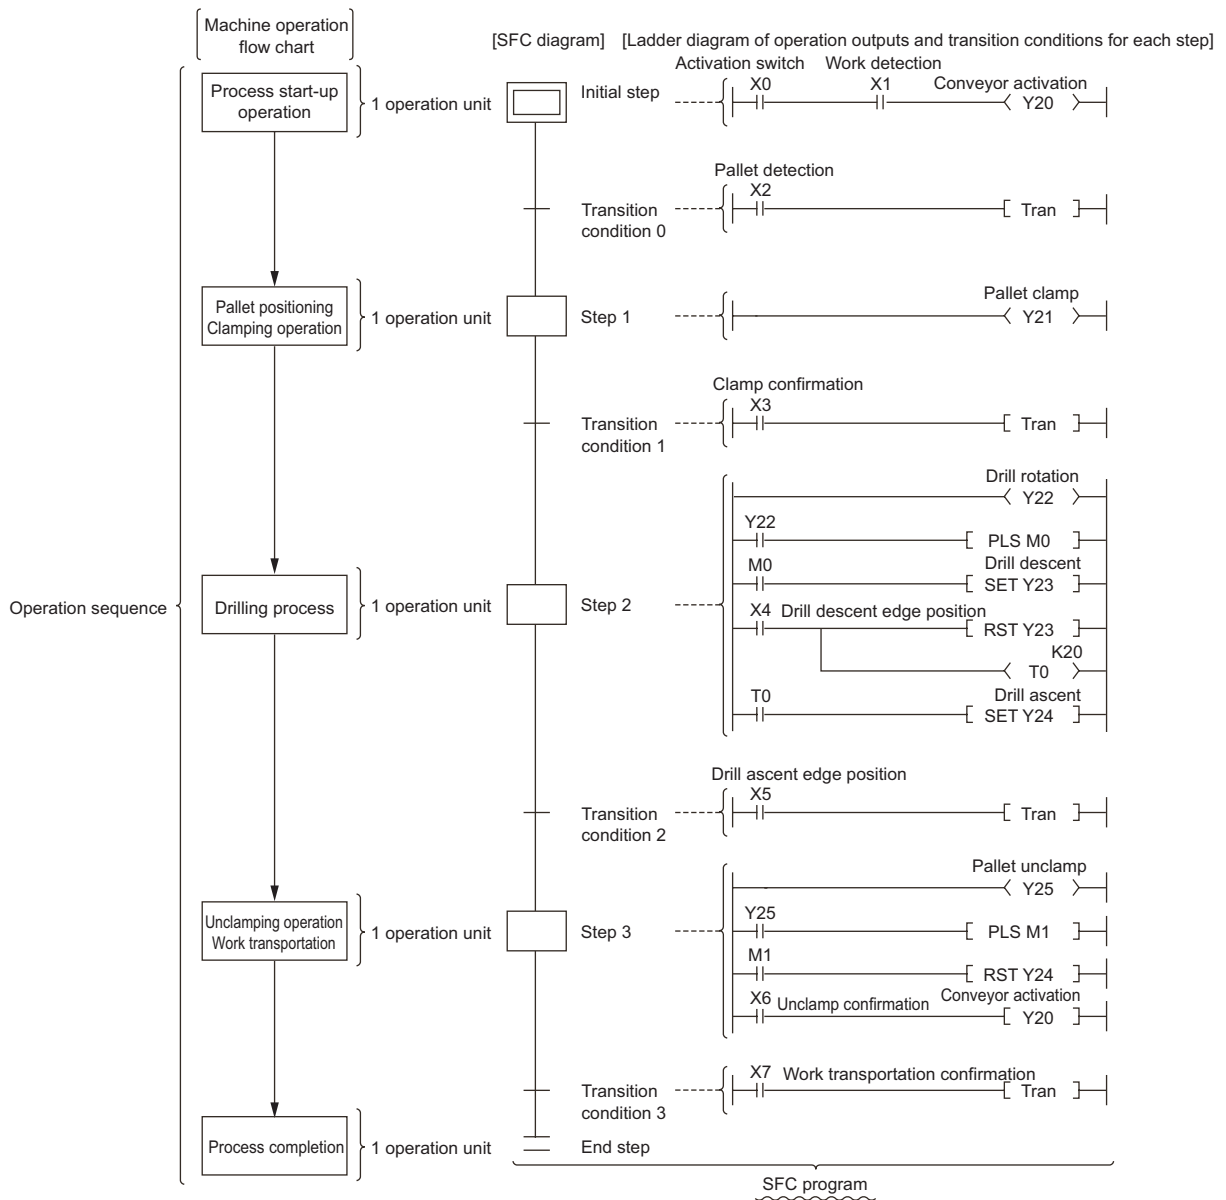 Machine operation
flow chart
[SFC diagram]
[Ladder diagram of operation outputs and transition conditions for each step]
Process start-up
operation
1 operation unit
Initial step
Activation switch
Work detection
Conveyor activation
X0
X1
Y20
Pallet detection
X2
Transition
condition 0
Tran
Pallet positioning
Clamping operation
1 operation unit
Step 1
Pallet clamp
Y21
Clamp confirmation
X3
Transition
condition 1
Tran
Operation sequence
Drilling process
1 operation unit
Step 2
Drill rotation
Y22
Y22
PLS M0
M0
Drill descent
SET Y23
X4
Drill descent edge position
RST Y23
K20
T0
T0
Drill ascent
SET Y24
Drill ascent edge position
X5
Transition
condition 2
Tran
Unclamping operation
Work transportation
1 operation unit
Step 3
Pallet unclamp
Y25
Y25
PLS M1
M1
RST Y24
X6
Unclamp confirmation
Conveyor activation
Y20
X7
Work transportation confirmation
Transition
condition 3
Tran
Process completion
1 operation unit
End step
SFC program